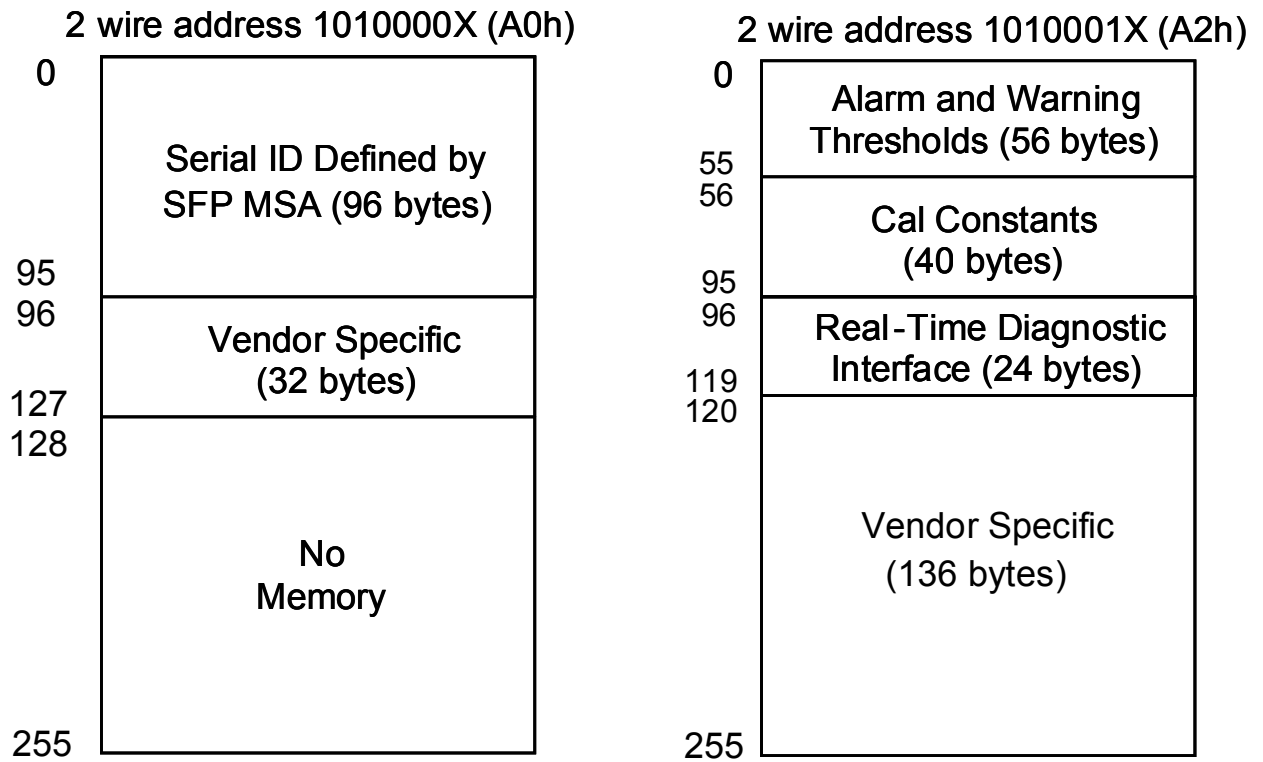 2 wire address 1010000X (A0h)
0
Serial ID Defined by
SFP MSA (96 bytes)
95
96
Vendor Specific
(32 bytes)
127
128
No
Memory
255
2 wire address 1010001X (A2h)
0
Alarm and Warning
Thresholds (56 bytes)
55
56
Cal Constants
(40 bytes)
95
96
Real-Time Diagnostic
Interface (24 bytes)
119
120
Vendor Specific
(136 bytes)
255